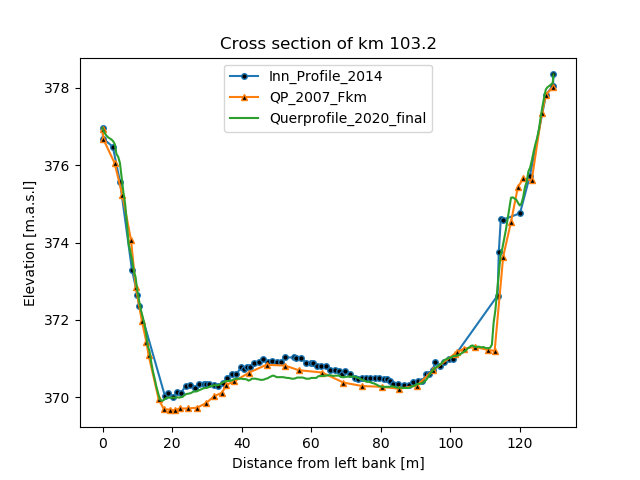 Cross section of km 103.2
Inn_Profile_2014
QP_2007_Fkm
Querprofile_2020_final
Elevation [m.a.s.l]
378
376
374
372
370
0 20 40 60 80 100 120
Distance from left bank [m]